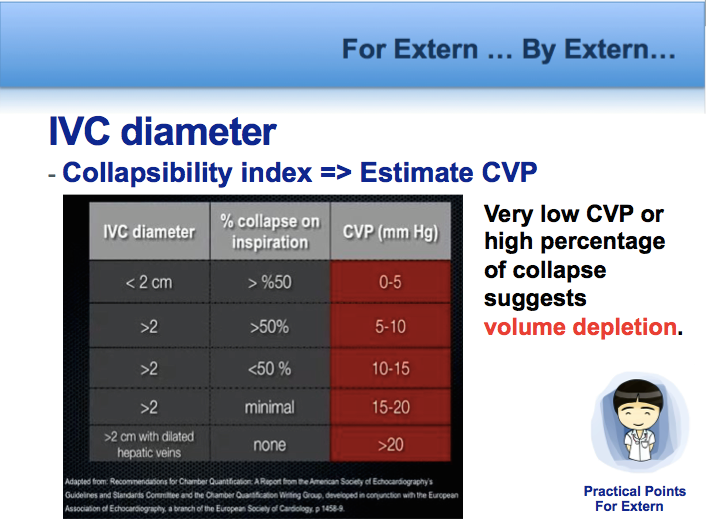 For Extern … By Extern…
IVC diameter
- Collapsibility index => Estimate CVP
IVC diameter % collapse on inspiration CVP (mm Hg)
< 2 cm > %50 0-5
>2 >50% 5-10
>2 <50 % 10-15
>2 minimal 15-20
>2 cm with dilated hepatic veins none >20
Adapted from: Recommendations for Chamber Quantification: A Report from the American Society of Echocardiography's
Guidelines and Standards Committee and the Chamber Quantification Writing Group, developed in conjunction with the European
Association of Echocardiography, a branch of the European Society of Cardiology, p 1458-9.
Very low CVP or
high percentage
of collapse
suggests
volume depletion.
Practical Points
For Extern